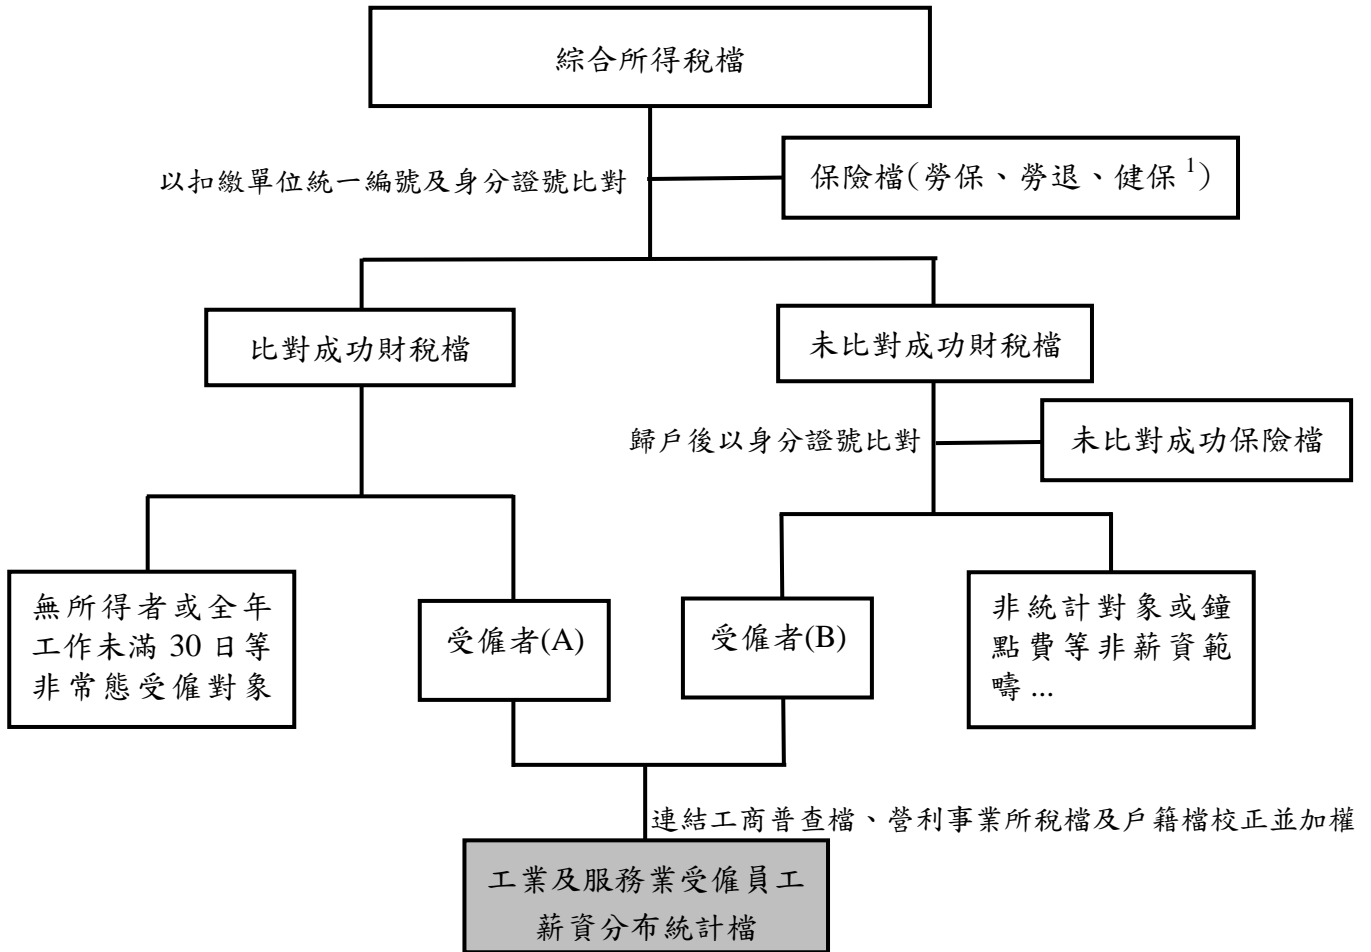 綜合所得稅檔
以扣繳單位統一編號及身分證號比對
保險檔(勞保、勞退、健保1)
比對成功財稅檔
未比對成功財稅檔
歸戶後以身分證號比對
未比對成功保險檔
無所得者或全年
工作未滿 30 日等
非常態受僱對象
受僱者(A)
受僱者(B)
非統計對象或鐘
點費等非薪資範
疇...
連結工商普查檔、營利事業所稅檔及戶籍檔校正並加權
工業及服務業受僱員工
薪資分布統計檔